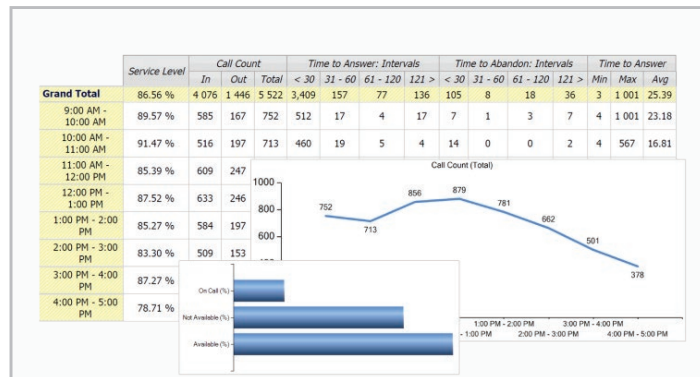 Service Level Call Count Time to Answer: Intervals Time to Abandon: Intervals Time to Answer
In Out Total < 30 31 - 60 61 - 120 121 > < 30 31 - 60 61 - 120 121 > Min Max Avg
Grand Total 86.56 % 4 076 1 446 5 522 3,409 157 77 136 105 8 18 36 3 1 001 25.39
9:00 AM - 10:00 AM 89.57 % 585 167 752 512 17 4 17 7 1 3 7 4 1 001 23.18
10:00 AM - 11:00 AM 91.47 % 516 197 713 460 19 5 4 14 0 0 2 4 567 16.81
11:00 AM - 12:00 PM 85.39 % 609 247
12:00 PM - 1:00 PM 87.52 % 633 246
1:00 PM - 2:00 PM 85.27 % 584 197
2:00 PM - 3:00 PM 83.30 % 509 153
3:00 PM - 4:00 PM 87.27 %
4:00 PM - 5:00 PM 78.71 %
Call Count (Total)
1000
800
600
752 713 856 879 781 662 501 378
1:00 PM - 2:00 PM 3:00 PM - 4:00 PM
- 1:00 PM 2:00 PM - 3:00 PM 4:00 PM - 5:00 PM
On Call (%)
Not Available (%)
Available (%)